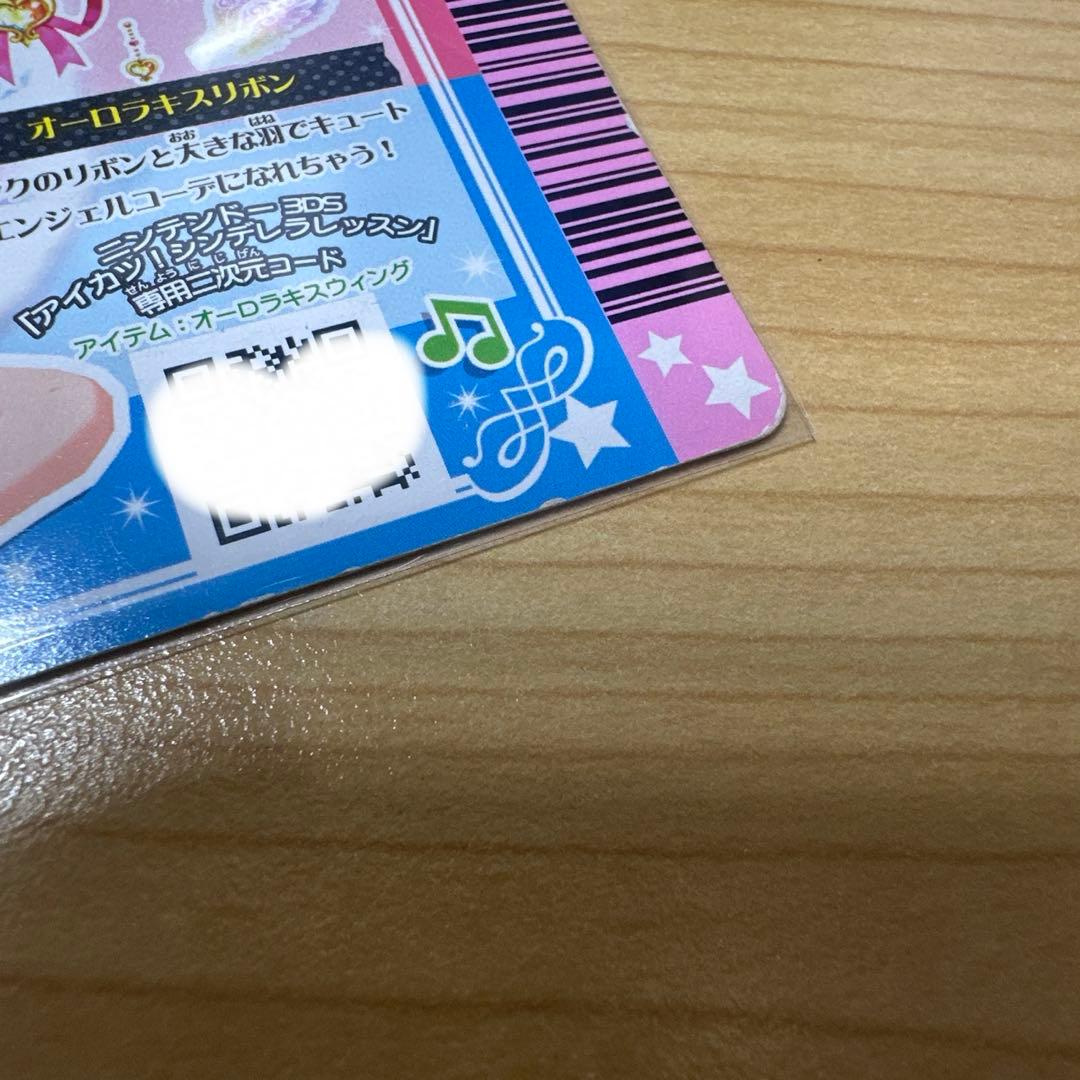 オーロラキスリボン
クのリボンと大きな羽でキュート
エンジェルコーデになれちゃう！
ニンテンドー3DS
「アイカツ！シンデレラレッスン」
専用二次元コード
アイテム：オーロラキスウィング